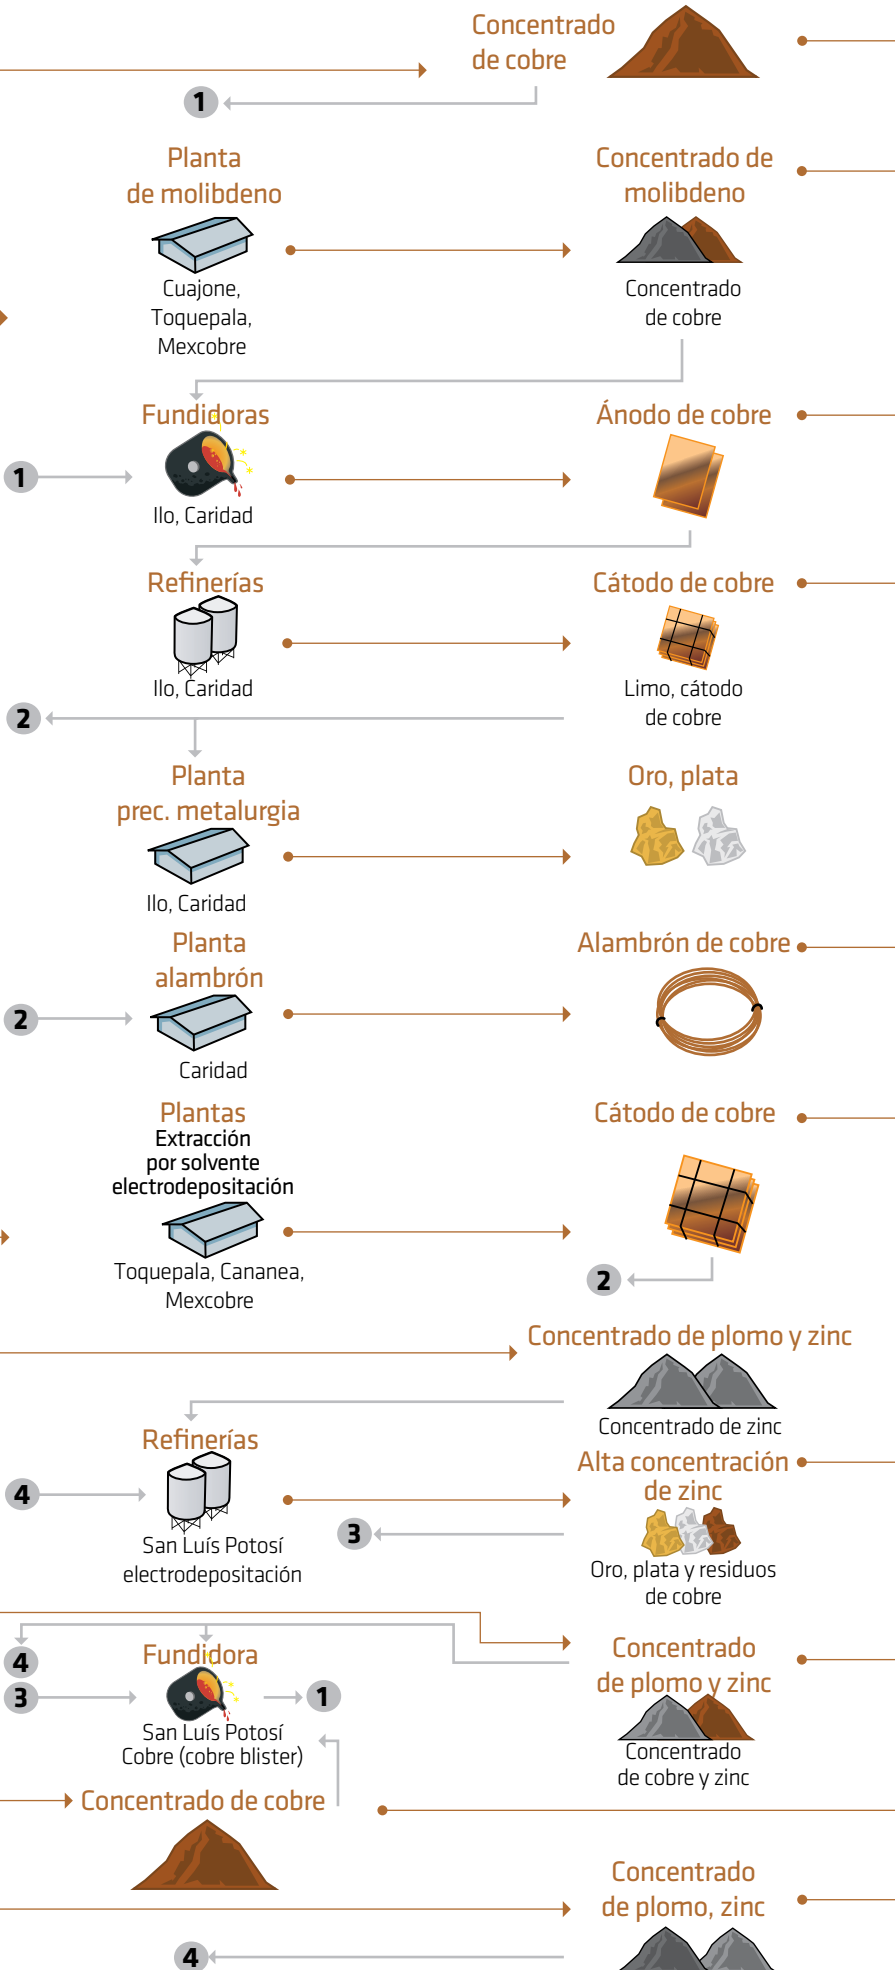 Concentrado
de cobre
1
Planta
de molibdeno
Cuajone,
Toquepala,
Mexcobre
Concentrado de
molibdeno
Concentrado
de cobre
Fundidoras
1
Ilo, Caridad
Ánodo de cobre
Refinerías
Ilo, Caridad
Cátodo de cobre
Limo, cátodo
de cobre
2
Planta
prec. metalurgia
Ilo, Caridad
Oro, plata
Planta
alambrón
2
Caridad
Alambrón de cobre
Plantas
Extracción
por solvente
electrodepositación
Toquepala, Cananea,
Mexcobre
Cátodo de cobre
2
Concentrado de plomo y zinc
Concentrado de zinc
Refinerías
4
San Luís Potosí
electrodepositación
Alta concentración
de zinc
3
Oro, plata y residuos
de cobre
4
3
Fundidora
1
San Luís Potosí
Cobre (cobre blister)
Concentrado
de plomo y zinc
Concentrado
de cobre y zinc
Concentrado de cobre
Concentrado
de plomo, zinc
4